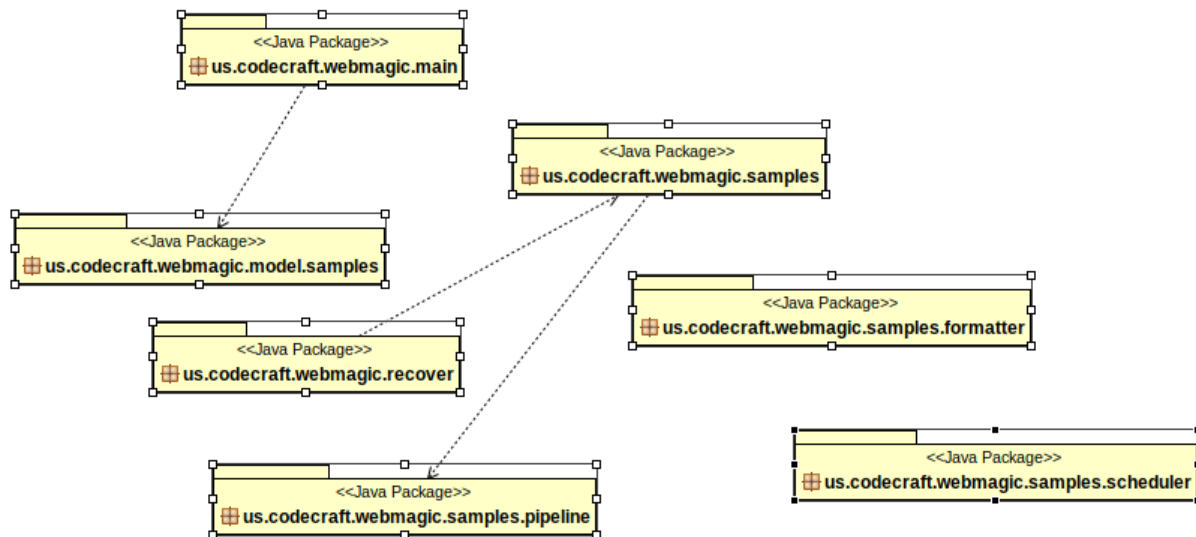 <<Java Package>>
us.codecraft.webmagic.main
<<Java Package>>
us.codecraft.webmagic.samples
<<Java Package>>
us.codecraft.webmagic.model.samples
<<Java Package>>
us.codecraft.webmagic.samples.formatter
<<Java Package>>
us.codecraft.webmagic.recover
<<Java Package>>
us.codecraft.webmagic.samples.scheduler
<<Java Package>>
us.codecraft.webmagic.samples.pipeline